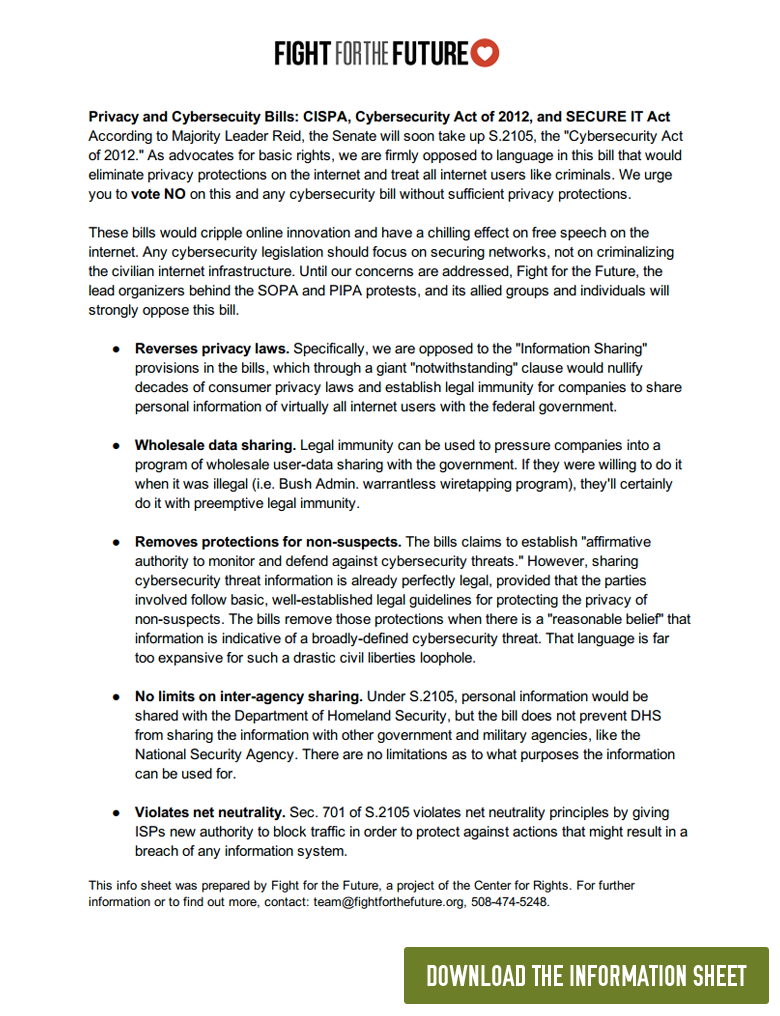 FIGHT FOR THE FUTURE
Privacy and Cybersecuity Bills: CISPA, Cybersecurity Act of 2012, and SECURE IT Act
According to Majority Leader Reid, the Senate will soon take up S.2105, the "Cybersecurity Act
of 2012." As advocates for basic rights, we are firmly opposed to language in this bill that would
eliminate privacy protections on the internet and treat all internet users like criminals. We urge
you to vote NO on this and any cybersecurity bill without sufficient privacy protections.
These bills would cripple online innovation and have a chilling effect on free speech on the
internet. Any cybersecurity legislation should focus on securing networks, not on criminalizing
the civilian internet infrastructure. Until our concerns are addressed, Fight for the Future, the
lead organizers behind the SOPA and PIPA protests, and its allied groups and individuals will
strongly oppose this bill.
● Reverses privacy laws. Specifically, we are opposed to the "Information Sharing"
provisions in the bills, which through a giant "notwithstanding" clause would nullify
decades of consumer privacy laws and establish legal immunity for companies to share
personal information of virtually all internet users with the federal government.
● Wholesale data sharing. Legal immunity can be used to pressure companies into a
program of wholesale user-data sharing with the government. If they were willing to do it
when it was illegal (i.e. Bush Admin. warrantless wiretapping program), they'll certainly
do it with preemptive legal immunity.
● Removes protections for non-suspects. The bills claims to establish "affirmative
authority to monitor and defend against cybersecurity threats." However, sharing
cybersecurity threat information is already perfectly legal, provided that the parties
involved follow basic, well-established legal guidelines for protecting the privacy of
non-suspects. The bills remove those protections when there is a "reasonable belief" that
information is indicative of a broadly-defined cybersecurity threat. That language is far
too expansive for such a drastic civil liberties loophole.
● No limits on inter-agency sharing. Under S.2105, personal information would be
shared with the Department of Homeland Security, but the bill does not prevent DHS
from sharing the information with other government and military agencies, like the
National Security Agency. There are no limitations as to what purposes the information
can be used for.
● Violates net neutrality. Sec. 701 of S.2105 violates net neutrality principles by giving
ISPs new authority to block traffic in order to protect against actions that might result in a
breach of any information system.
This info sheet was prepared by Fight for the Future, a project of the Center for Rights. For further
information or to find out more, contact: team@fightforthefuture.org, 508-474-5248.
DOWNLOAD THE INFORMATION SHEET